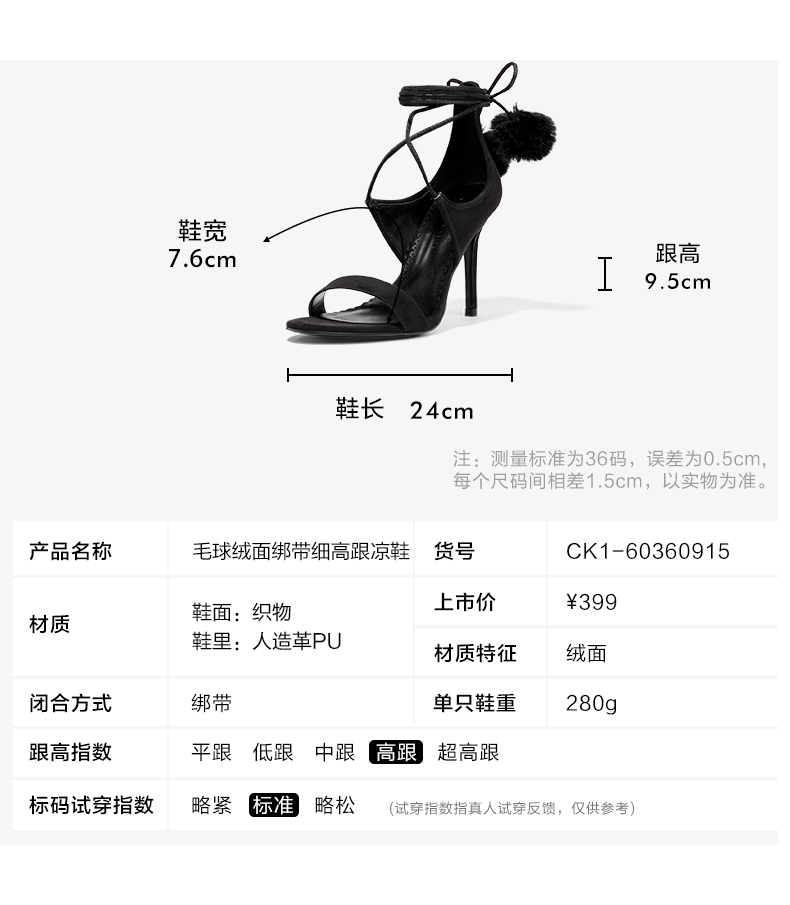 鞋宽
7.6cm
跟高
9.5cm
鞋长 24cm
注：测量标准为36码，误差为0.5cm，
每个尺码间相差1.5cm，以实物为准。
产品名称 毛球绒面绑带细高跟凉鞋 货号 CK1-60360915
材质
鞋面：织物
鞋里：人造革PU
上市价 ¥399
材质特征 绒面
闭合方式 绑带 单只鞋重 280g
跟高指数 平跟 低跟 中跟 高跟 超高跟
标码试穿指数 略紧 标准 略松 (试穿指数指真人试穿反馈，仅供参考)